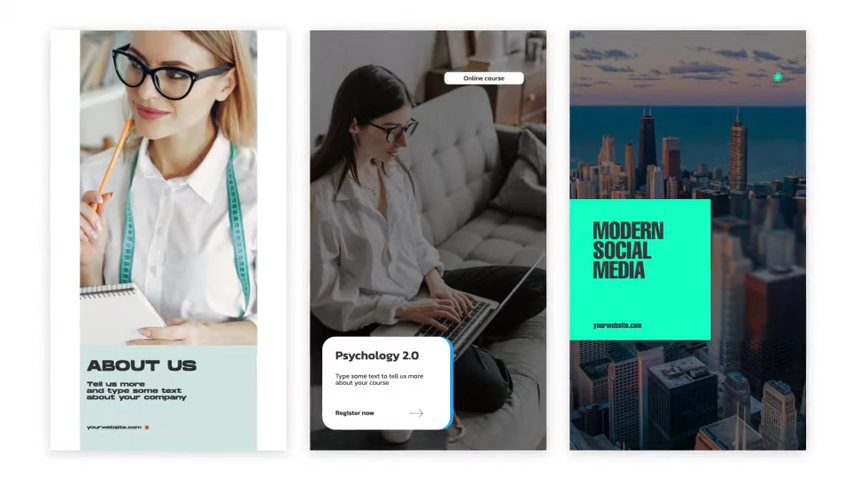 ABOUT US
Tell us more
and type some text
about your company
yourwebsite.com
Online course
Psychology 2.0
Type some text to tell us more
about your course
Register now
MODERN
SOCIAL
MEDIA
yourwebsite.com